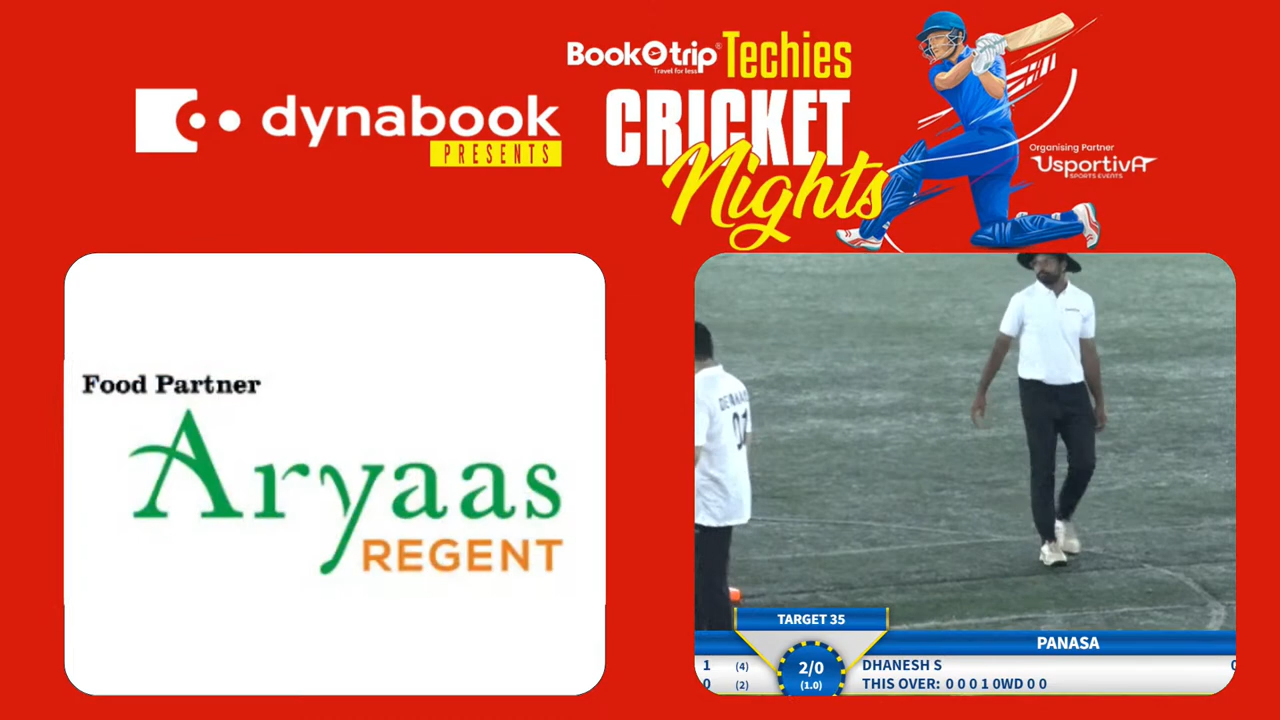 dynabook
PRESENTS
BookOtrip
Travel for less
Techies
CRICKET
Nights
Organising Partner
UsportivA
SPORTS EVENTS
Food Partner
Aryaas
REGENT
01
TARGET 35
PANASA
1 (4)
0 (2)
2/0
(1.0)
DHANESH S 0
THIS OVER: 0 0 0 1 0WD 0 0